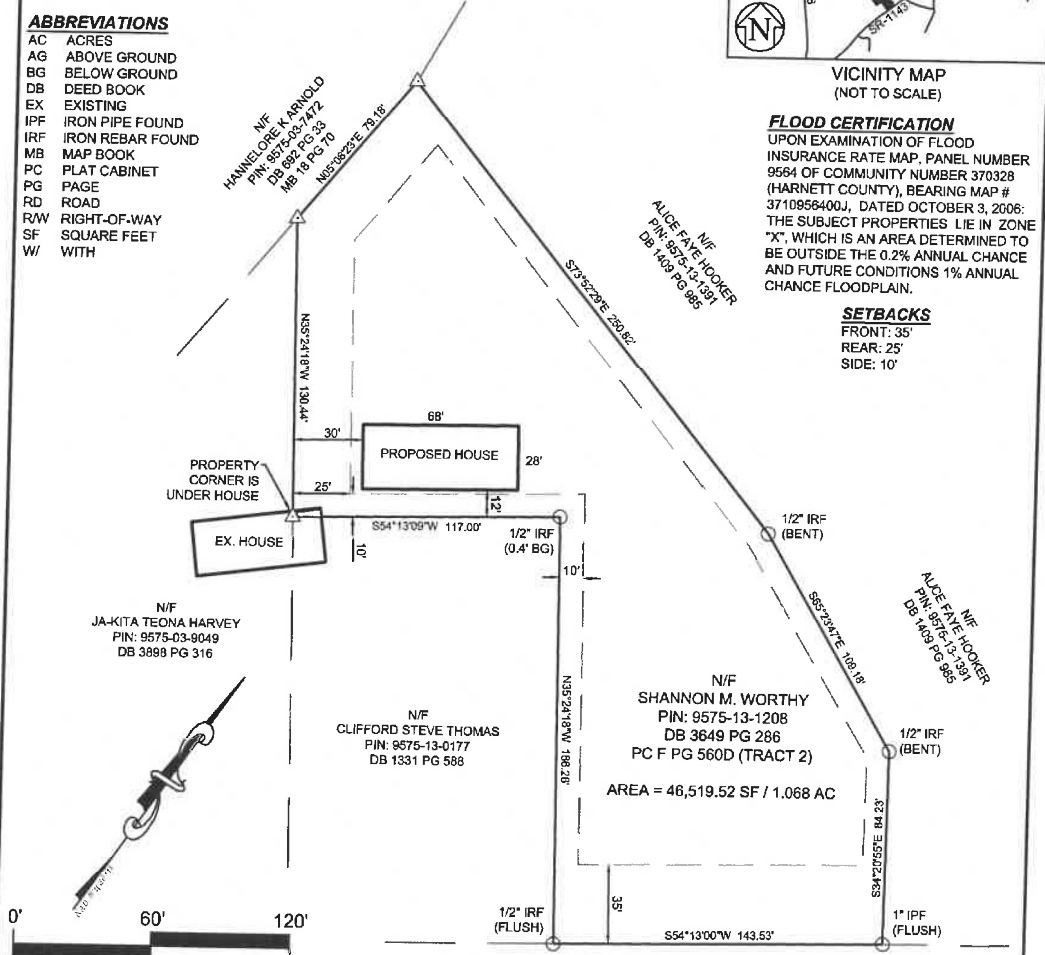 ABBREVIATIONS
AC ACRES
AG ABOVE GROUND
BG BELOW GROUND
DB DEED BOOK
EX EXISTING
IPF IRON PIPE FOUND
IRF IRON REBAR FOUND
MB MAP BOOK
PC PLAT CABINET
PG PAGE
RD ROAD
R/W RIGHT-OF-WAY
SF SQUARE FEET
W/ WITH
N
SR-1143
VICINITY MAP
(NOT TO SCALE)
FLOOD CERTIFICATION
UPON EXAMINATION OF FLOOD
INSURANCE RATE MAP, PANEL NUMBER
9564 OF COMMUNITY NUMBER 370328
(HARNETT COUNTY), BEARING MAP #
3710956400J, DATED OCTOBER 3, 2006:
THE SUBJECT PROPERTIES LIE IN ZONE
"X", WHICH IS AN AREA DETERMINED TO
BE OUTSIDE THE 0.2% ANNUAL CHANCE
AND FUTURE CONDITIONS 1% ANNUAL
CHANCE FLOODPLAIN.
SETBACKS
FRONT: 35'
REAR: 25'
SIDE: 10'
N/F
HANNELORE K ARNOLD
PIN: 9575-03-7472
DB 692 PG 33
MB 18 PG 70
N05°08'23"E 79.18'
N/F
ALICE FAYE HOOKER
PIN: 9575-13-1391
DB 1409 PG 985
S73°52'29"E 250.82'
N35°24'18"W 130.44'
68'
30'
PROPOSED HOUSE
28'
PROPERTY
CORNER IS
UNDER HOUSE
25'
12'
EX. HOUSE
S54°13'09"W 117.00'
10'
1/2" IRF
(0.4' BG)
1/2" IRF
(BENT)
10'
N/F
JA-KITA TEONA HARVEY
PIN: 9575-03-9049
DB 3898 PG 316
N/F
ALICE FAYE HOOKER
PIN: 9575-13-1391
DB 1409 PG 985
S65°23'47"E 109.18'
N/F
CLIFFORD STEVE THOMAS
PIN: 9575-13-0177
DB 1331 PG 588
N35°24'18"W
N/F
SHANNON M. WORTHY
PIN: 9575-13-1208
DB 3649 PG 286
PC F PG 560D (TRACT 2)
AREA = 46,519.52 SF / 1.068 AC
1/2" IRF
(BENT)
S34°20'55"E 84.23'
35'
1/2" IRF
(FLUSH)
S54°13'00"W 143.53'
1" IPF
(FLUSH)
0' 60' 120'